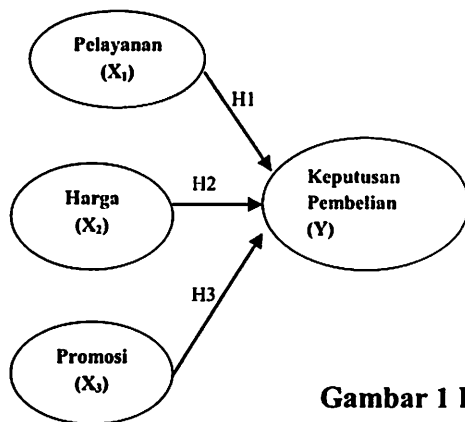 Pelayanan
(X₁)
H1
H2
Keputusan
Pembelian
(Y)
Harga
(X₂)
H3
Promosi
(X₃)
Gambar 1